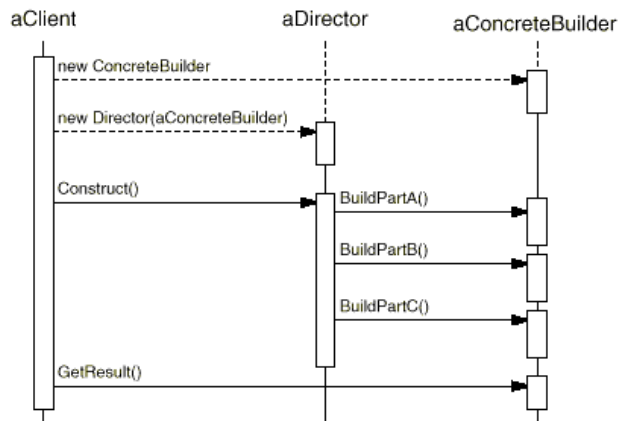 aClient
aDirector
aConcreteBuilder
new ConcreteBuilder
new Director(aConcreteBuilder)
Construct()
BuildPartA()
BuildPartB()
BuildPartC()
GetResult()